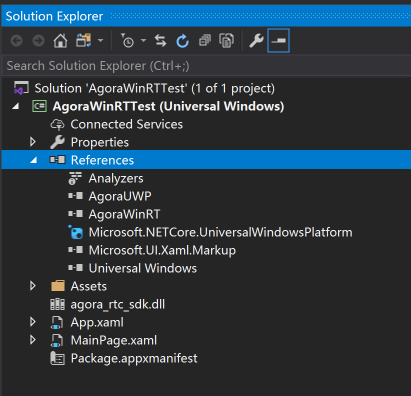 Solution Explorer
Search Solution Explorer (Ctrl+;)
Solution 'AgoraWinRTTest' (1 of 1 project)
C# AgoraWinRTTest (Universal Windows)
Connected Services
Properties
References
Analyzers
AgoraUWP
AgoraWinRT
Microsoft.NETCore.UniversalWindowsPlatform
Microsoft.UI.Xaml.Markup
Universal Windows
Assets
agora_rtc_sdk.dll
App.xaml
MainPage.xaml
Package.appxmanifest